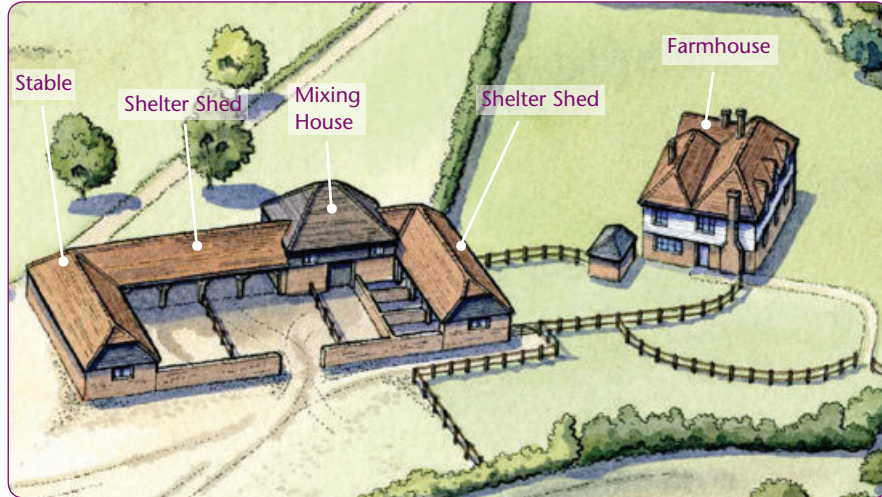 Farmhouse
Stable
Shelter Shed
Mixing
House
Shelter Shed